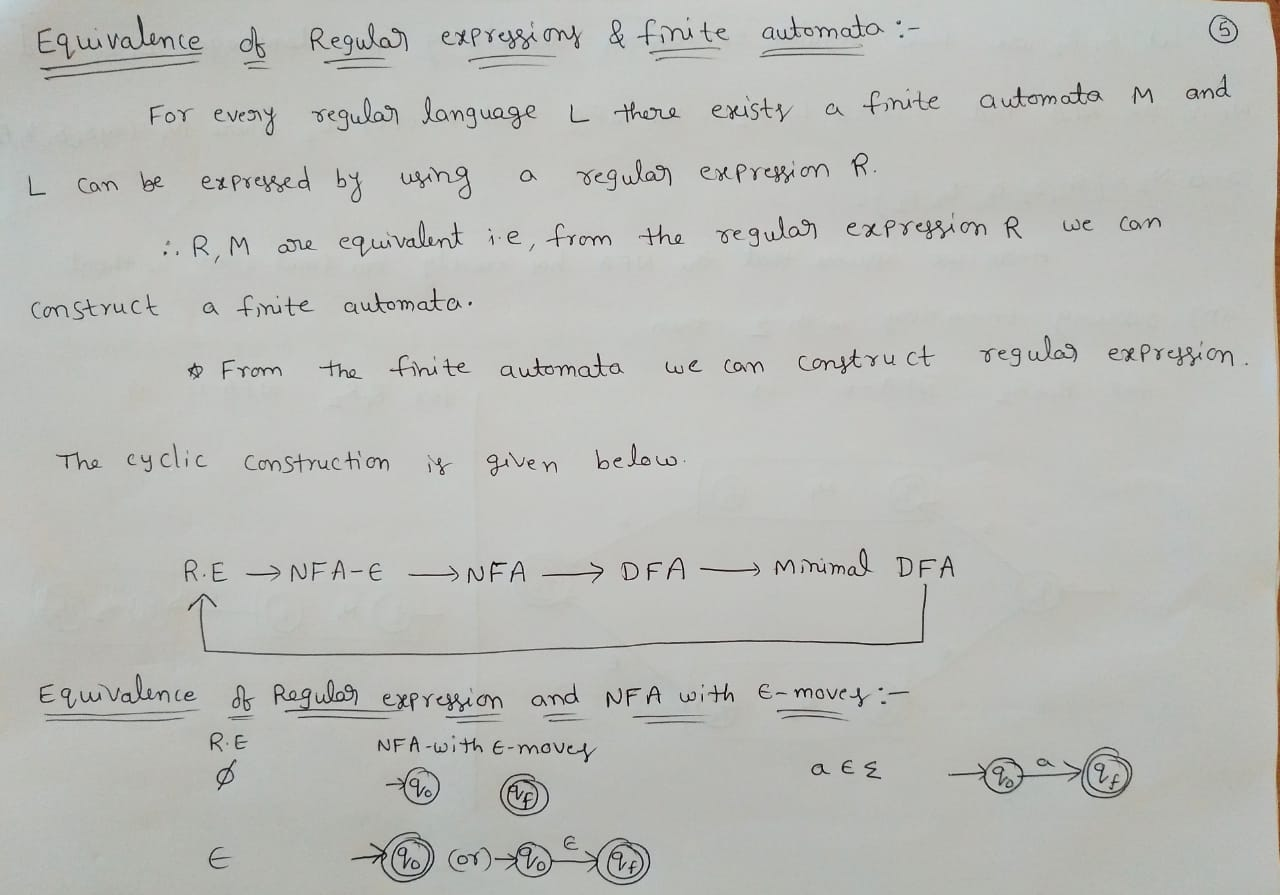 Equivalence of Regular expressions & finite automata :- ⑤
For every regular language L there exists a finite automata M and
L can be expressed by using a regular expression R.
∴ R, M are equivalent i.e, from the regular expression R we can
construct a finite automata.
* From the finite automata we can construct regular expression.
The cyclic construction is given below.
R.E → NFA-ε → NFA → DFA → Minimal DFA
Equivalence of Regular expression and NFA with ε-moves :-
R.E NFA-with ε-moves
φ → q₀ q_f a ∈ Σ → q₀ a → q_f
ε → q₀ (or) → q₀ ε → q_f